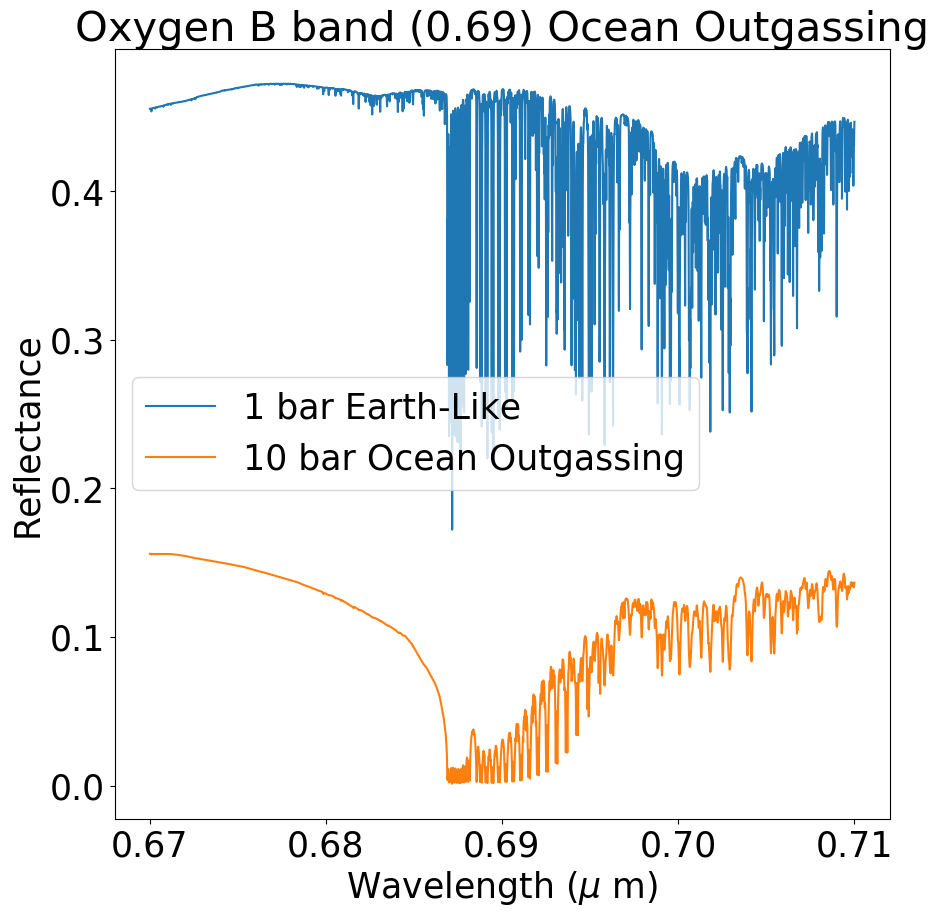 Oxygen B band (0.69) Ocean Outgassing
Reflectance
0.4
0.3
0.2
0.1
0.0
1 bar Earth-Like
10 bar Ocean Outgassing
0.67 0.68 0.69 0.70 0.71
Wavelength (μ m)